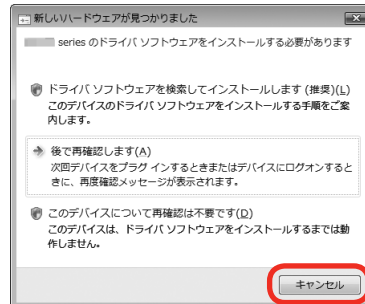 新しいハードウェアが見つかりました
series のドライバ ソフトウェアをインストールする必要があります
ドライバ ソフトウェアを検索してインストールします (推奨)(L)
このデバイスのドライバ ソフトウェアをインストールする手順をご案
内します。
後で再確認します(A)
次回デバイスをプラグ インするときまたはデバイスにログオンすると
きに、再度確認メッセージが表示されます。
このデバイスについて再確認は不要です(D)
このデバイスは、ドライバ ソフトウェアをインストールするまでは動
作しません。
キャンセル